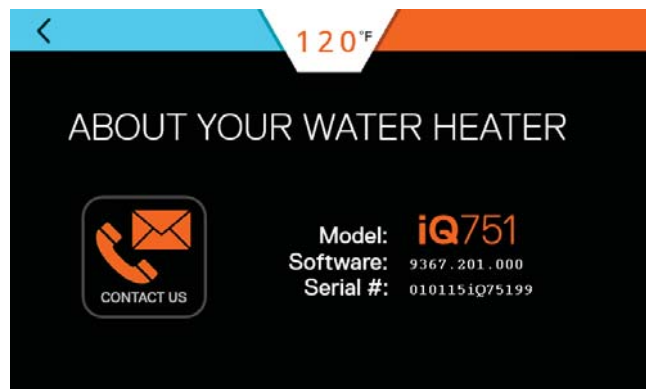 120°F
ABOUT YOUR WATER HEATER
Model: iQ751
Software: 9367.201.000
Serial #: 010115iQ75199
CONTACT US